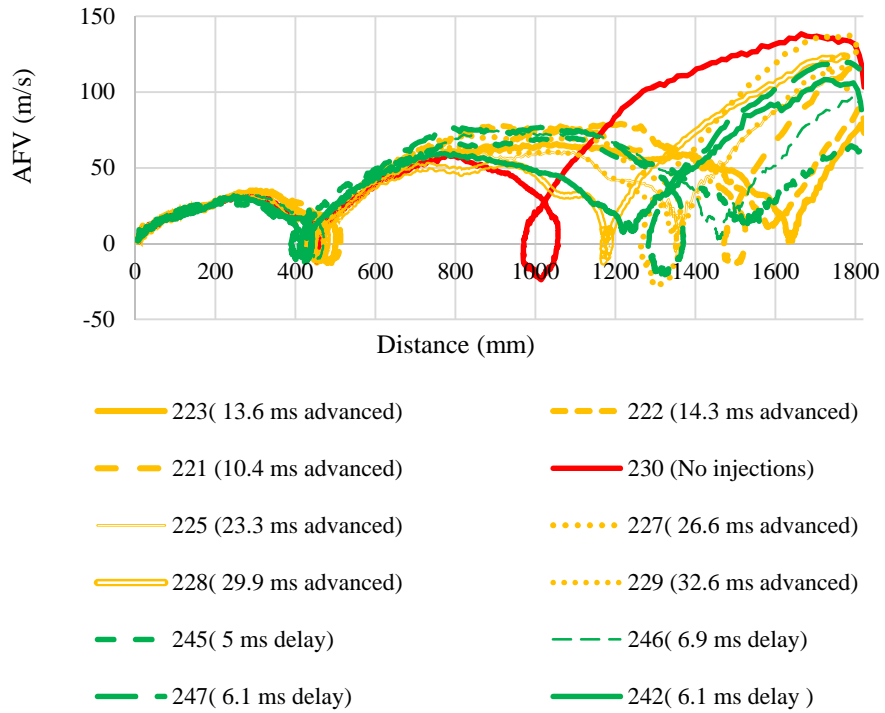 150
100
50
0
-50
AFV (m/s)
0 200 400 600 800 1000 1200 1400 1600 1800
Distance (mm)
223( 13.6 ms advanced) 222 (14.3 ms advanced)
221 (10.4 ms advanced) 230 (No injections)
225 (23.3 ms advanced) 227( 26.6 ms advanced)
228( 29.9 ms advanced) 229 (32.6 ms advanced)
245( 5 ms delay) 246( 6.9 ms delay)
247( 6.1 ms delay) 242( 6.1 ms delay )